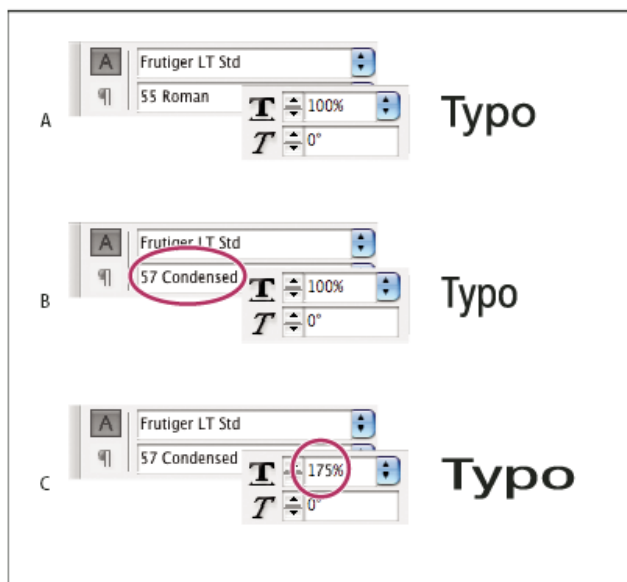 A Frutiger LT Std
¶ 55 Roman T 100% Typo
A T 0°
A Frutiger LT Std
¶ 57 Condensed T 100% Typo
B T 0°
A Frutiger LT Std
¶ 57 Condensed T 175% Typo
C T 0°